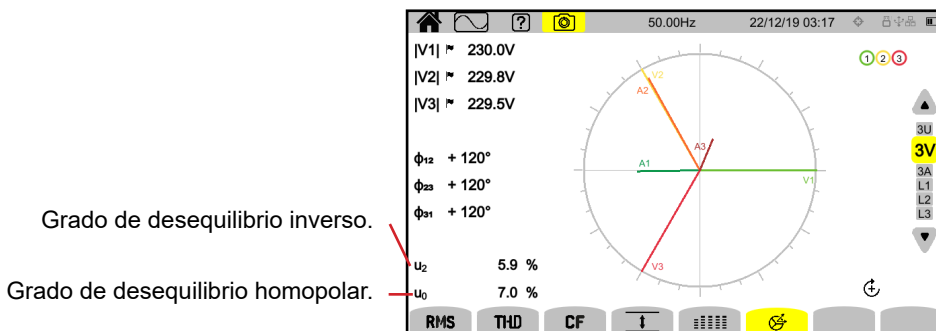 ?
50.00Hz
22/12/19 03:17
|V1| 230.0V
|V2| 229.8V
|V3| 229.5V
ϕ12 + 120°
ϕ23 + 120°
ϕ31 + 120°
Grado de desequilibrio inverso.
u2 5.9 %
Grado de desequilibrio homopolar.
u0 7.0 %
V2
A2
A3
A1
V1
V3
1 2 3
3U
3V
3A
L1
L2
L3
RMS THD CF